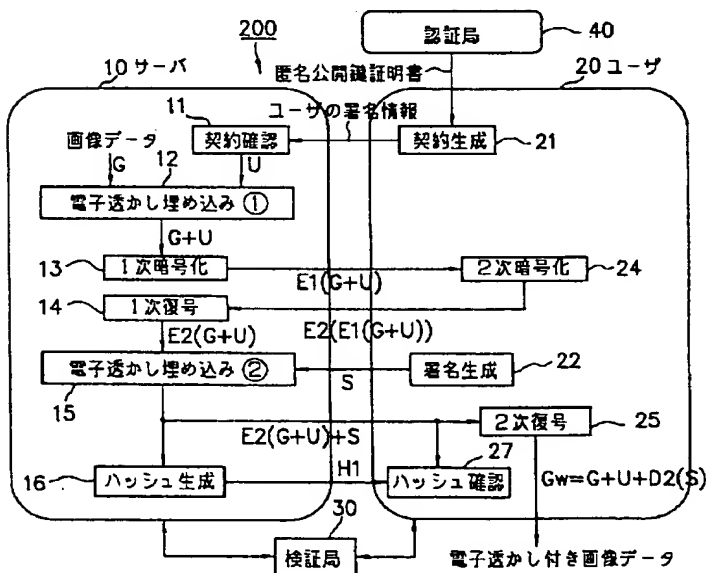 200
認証局
40
10 サーバ
匿名公開鍵証明書
20 ユーザ
11
ユーザの署名情報
画像データ
契約確認
契約生成
21
G
12
U
電子透かし埋め込み ①
G+U
13
1次暗号化
2次暗号化
24
E1(G+U)
14
1次復号
E2(G+U)
E2(E1(G+U))
電子透かし埋め込み ②
署名生成
22
15
S
2次復号
25
E2(G+U)+S
27
16
ハッシュ生成
H1
ハッシュ確認
Gw=G+U+D2(S)
30
検証局
電子透かし付き画像データ